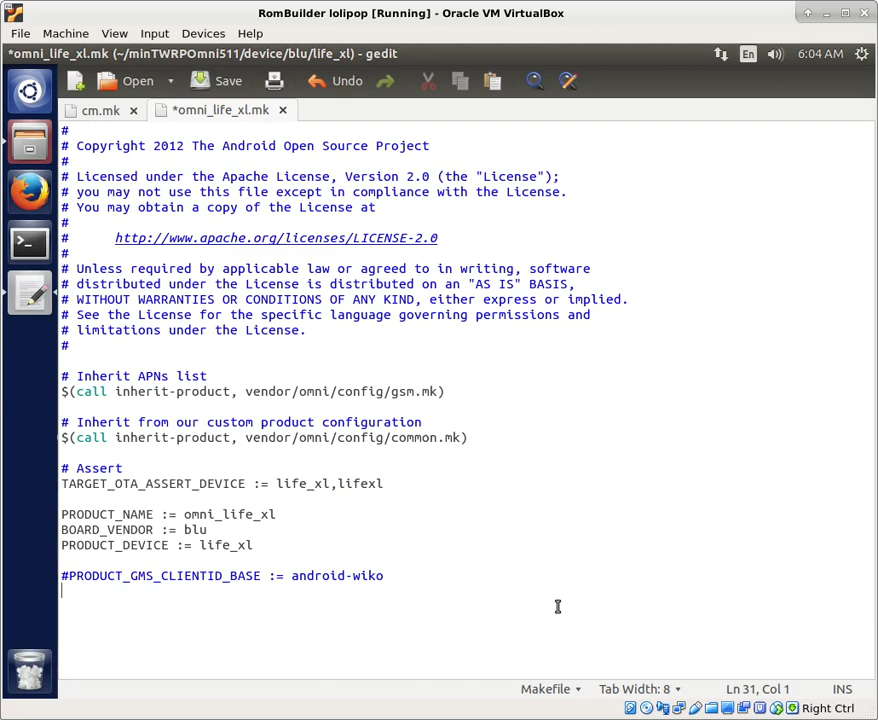 RomBuilder lolipop [Running] - Oracle VM VirtualBox
File Machine View Input Devices Help
*omni_life_xl.mk (~/minTWRPOmni511/device/blu/life_xl) - gedit
En 6:04 AM
Open Save Undo
cm.mk *omni_life_xl.mk
#
# Copyright 2012 The Android Open Source Project
#
# Licensed under the Apache License, Version 2.0 (the "License");
# you may not use this file except in compliance with the License.
# You may obtain a copy of the License at
#
# http://www.apache.org/licenses/LICENSE-2.0
#
# Unless required by applicable law or agreed to in writing, software
# distributed under the License is distributed on an "AS IS" BASIS,
# WITHOUT WARRANTIES OR CONDITIONS OF ANY KIND, either express or implied.
# See the License for the specific language governing permissions and
# limitations under the License.
#
# Inherit APNs list
$(call inherit-product, vendor/omni/config/gsm.mk)
# Inherit from our custom product configuration
$(call inherit-product, vendor/omni/config/common.mk)
# Assert
TARGET_OTA_ASSERT_DEVICE := life_xl,lifexl
PRODUCT_NAME := omni_life_xl
BOARD_VENDOR := blu
PRODUCT_DEVICE := life_xl
#PRODUCT_GMS_CLIENTID_BASE := android-wiko
Makefile Tab Width: 8 Ln 31, Col 1 INS
Right Ctrl